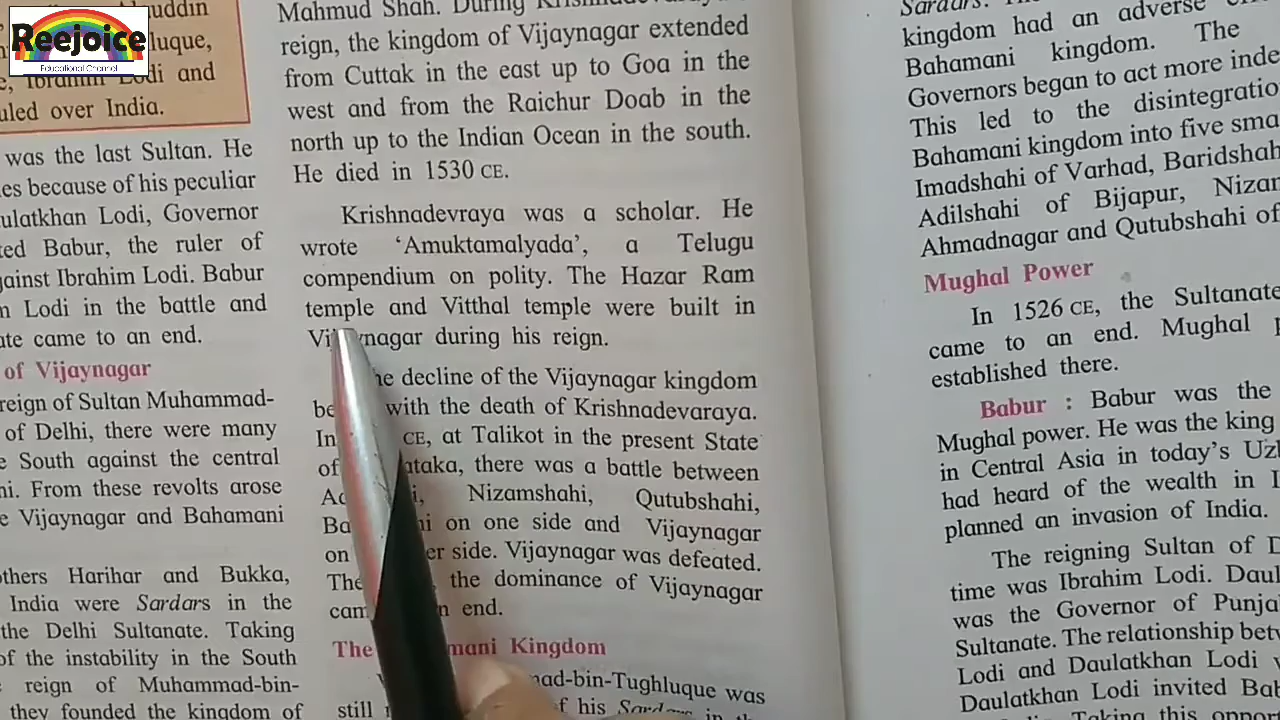 Reejoice
Educational Channel
luque,
Ibrahim Lodi and
uled over India.
was the last Sultan. He
es because of his peculiar
aulatkhan Lodi, Governor
ted Babur, the ruler of
gainst Ibrahim Lodi. Babur
m Lodi in the battle and
ate came to an end.
of Vijaynagar
reign of Sultan Muhammad-
of Delhi, there were many
e South against the central
hi. From these revolts arose
e Vijaynagar and Bahamani
others Harihar and Bukka,
India were Sardars in the
the Delhi Sultanate. Taking
of the instability in the South
reign of Muhammad-bin-
they founded the kingdom of
Mahmud Shah. During
reign, the kingdom of Vijaynagar extended
from Cuttak in the east up to Goa in the
west and from the Raichur Doab in the
north up to the Indian Ocean in the south.
He died in 1530 CE.
Krishnadevraya was a scholar. He
wrote ‘Amuktamalyada’, a Telugu
compendium on polity. The Hazar Ram
temple and Vitthal temple were built in
nagar during his reign.
he decline of the Vijaynagar kingdom
be with the death of Krishnadevaraya.
In CE, at Talikot in the present State
of ataka, there was a battle between
Nizamshahi, Qutubshahi,
on one side and Vijaynagar
on er side. Vijaynagar was defeated.
The the dominance of Vijaynagar
cam n end.
The mani Kingdom
ad-bin-Tughluque was
still f his Sardars in
Sardars.
kingdom had an adverse
Bahamani kingdom. The
Governors began to act more inde
This led to the disintegratio
Bahamani kingdom into five sma
Imadshahi of Varhad, Baridshah
Adilshahi of Bijapur, Nizam
Ahmadnagar and Qutubshahi of
Mughal Power
In 1526 CE, the Sultanate
came to an end. Mughal p
established there.
Babur : Babur was the
Mughal power. He was the king
in Central Asia in today’s Uzb
had heard of the wealth in I
planned an invasion of India.
The reigning Sultan of D
time was Ibrahim Lodi. Daul
was the Governor of Punja
Sultanate. The relationship betw
Lodi and Daulatkhan Lodi
Daulatkhan Lodi invited Bab
Taking this oppor